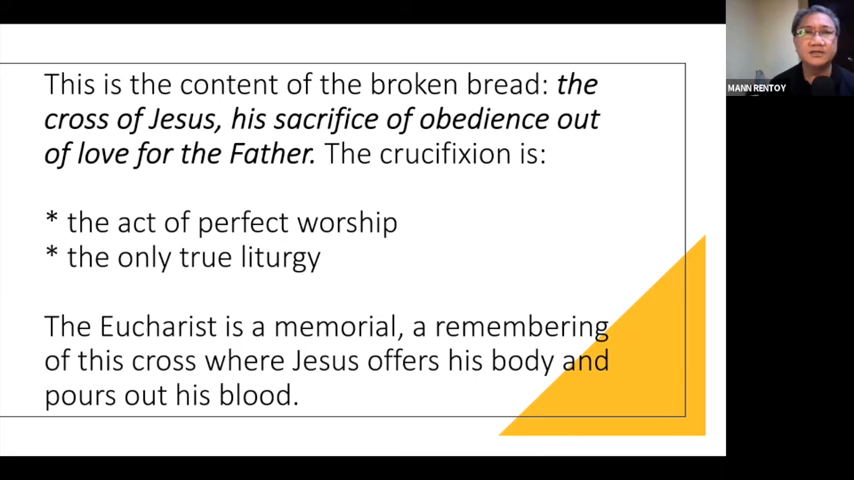 This is the content of the broken bread: the
cross of Jesus, his sacrifice of obedience out
of love for the Father. The crucifixion is:
* the act of perfect worship
* the only true liturgy
The Eucharist is a memorial, a remembering
of this cross where Jesus offers his body and
pours out his blood.
MANN RENTOY